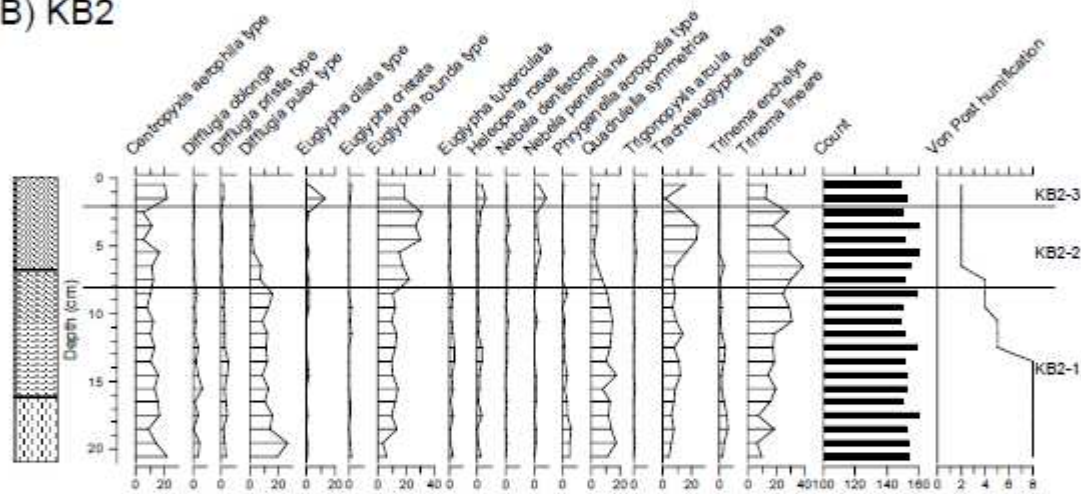 B) KB2
Centropyxis aerophila type
Difflugia oblonga
Difflugia pristis type
Difflugia pulex type
Euglypha ciliata type
Euglypha cristata
Euglypha rotunda type
Euglypha tuberculata
Heleopera rosea
Nebela dentistoma
Nebela penardiana
Phryganella acropodia type
Quadrulella symmetrica
Trigonopyxis arcula
Tracheleuglypha dentata
Trinema enchelys
Trinema lineare
Count
Von Post humification
0
5
10
15
20
Depth (cm)
KB2-3
KB2-2
KB2-1
0 20 0 0 0 20 0 20 0 0 20 40 0 0 0 0 0 0 20 0 0 20 0 0 20 40 100 120 140 160 0 2 4 6 8